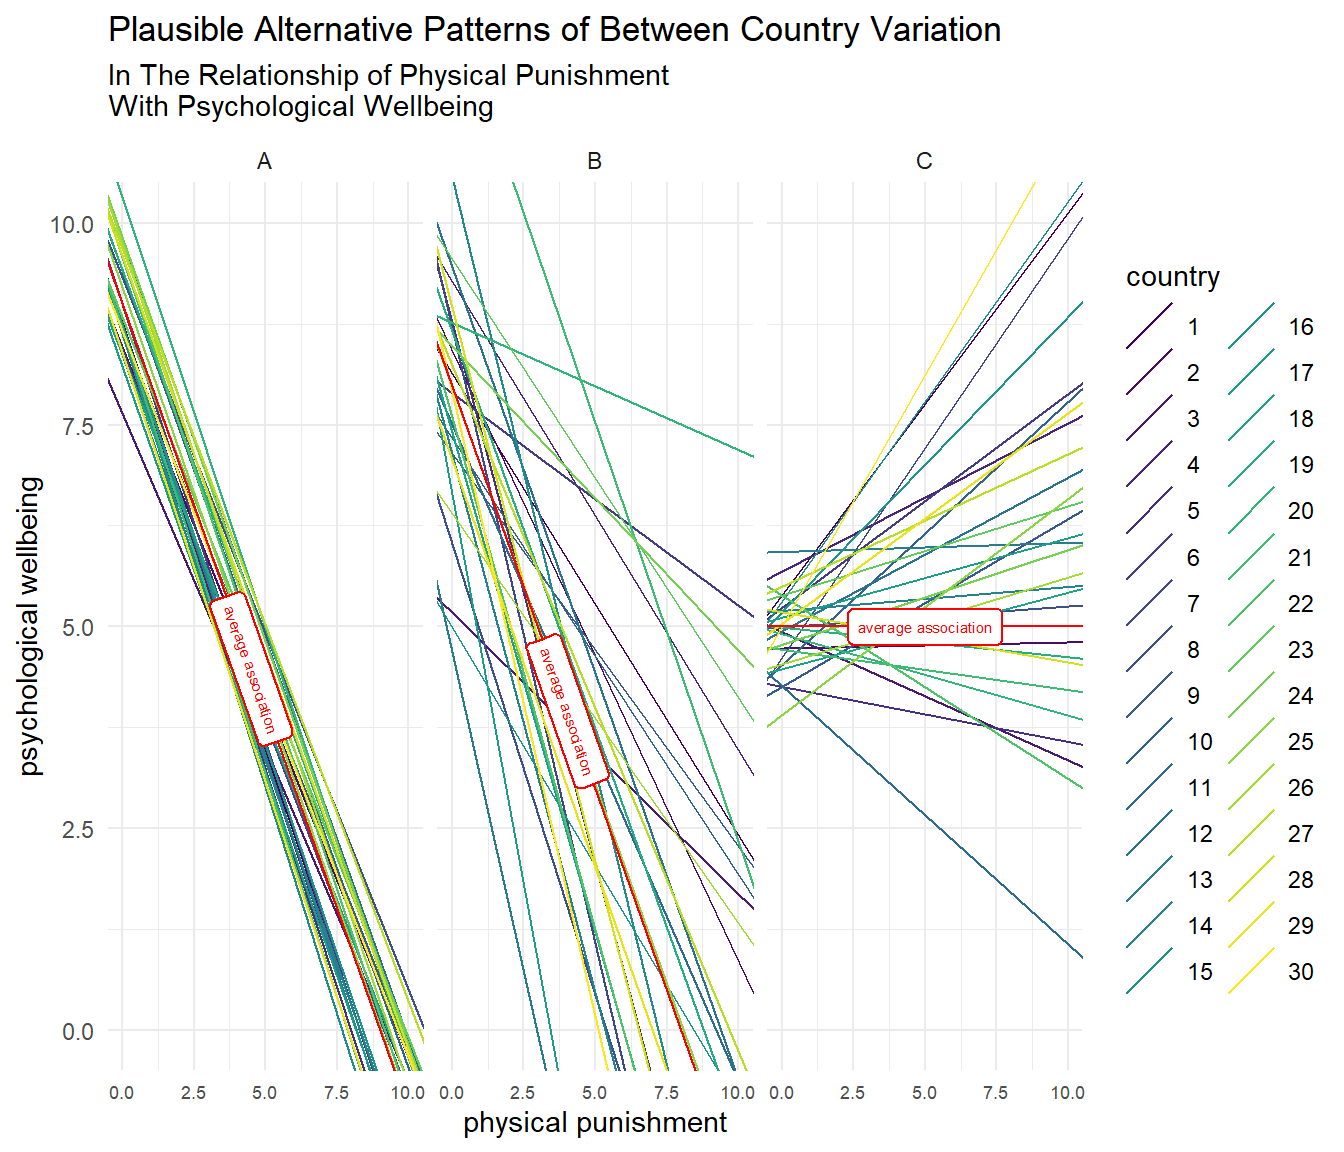 Plausible Alternative Patterns of Between Country Variation
In The Relationship of Physical Punishment
With Psychological Wellbeing
A
B
C
psychological wellbeing
10.0
7.5
5.0
2.5
0.0
average association
average association
average association
0.0 2.5 5.0 7.5 10.0
0.0 2.5 5.0 7.5 10.0
0.0 2.5 5.0 7.5 10.0
physical punishment
country
1
2
3
4
5
6
7
8
9
10
11
12
13
14
15
16
17
18
19
20
21
22
23
24
25
26
27
28
29
30